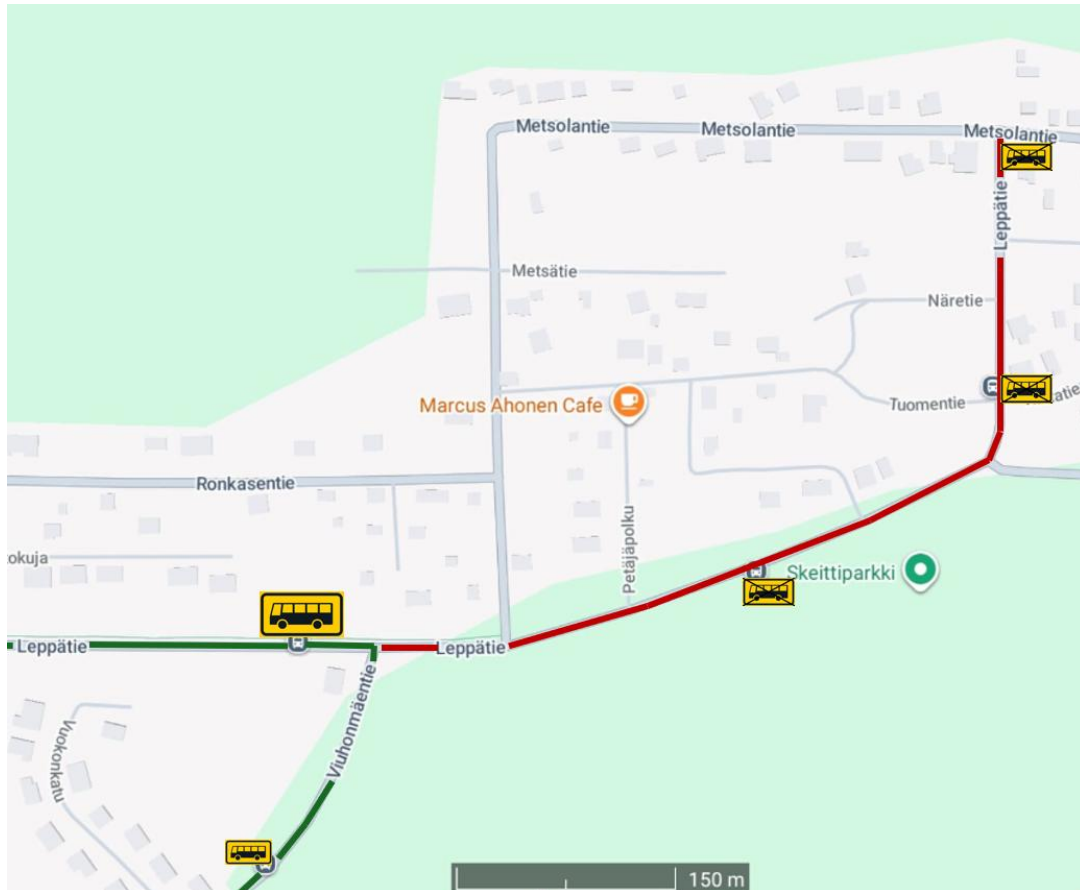 Metsolantie
Metsolantie
Metsolantie
Leppätie
Metsätie
Näretie
Marcus Ahonen Cafe
Tuomentie
Ronkasentie
Petäjäpolku
okuja
Skeittiparkki
Leppätie
Leppätie
Viuhonmäentie
Vuokonkatu
150 m